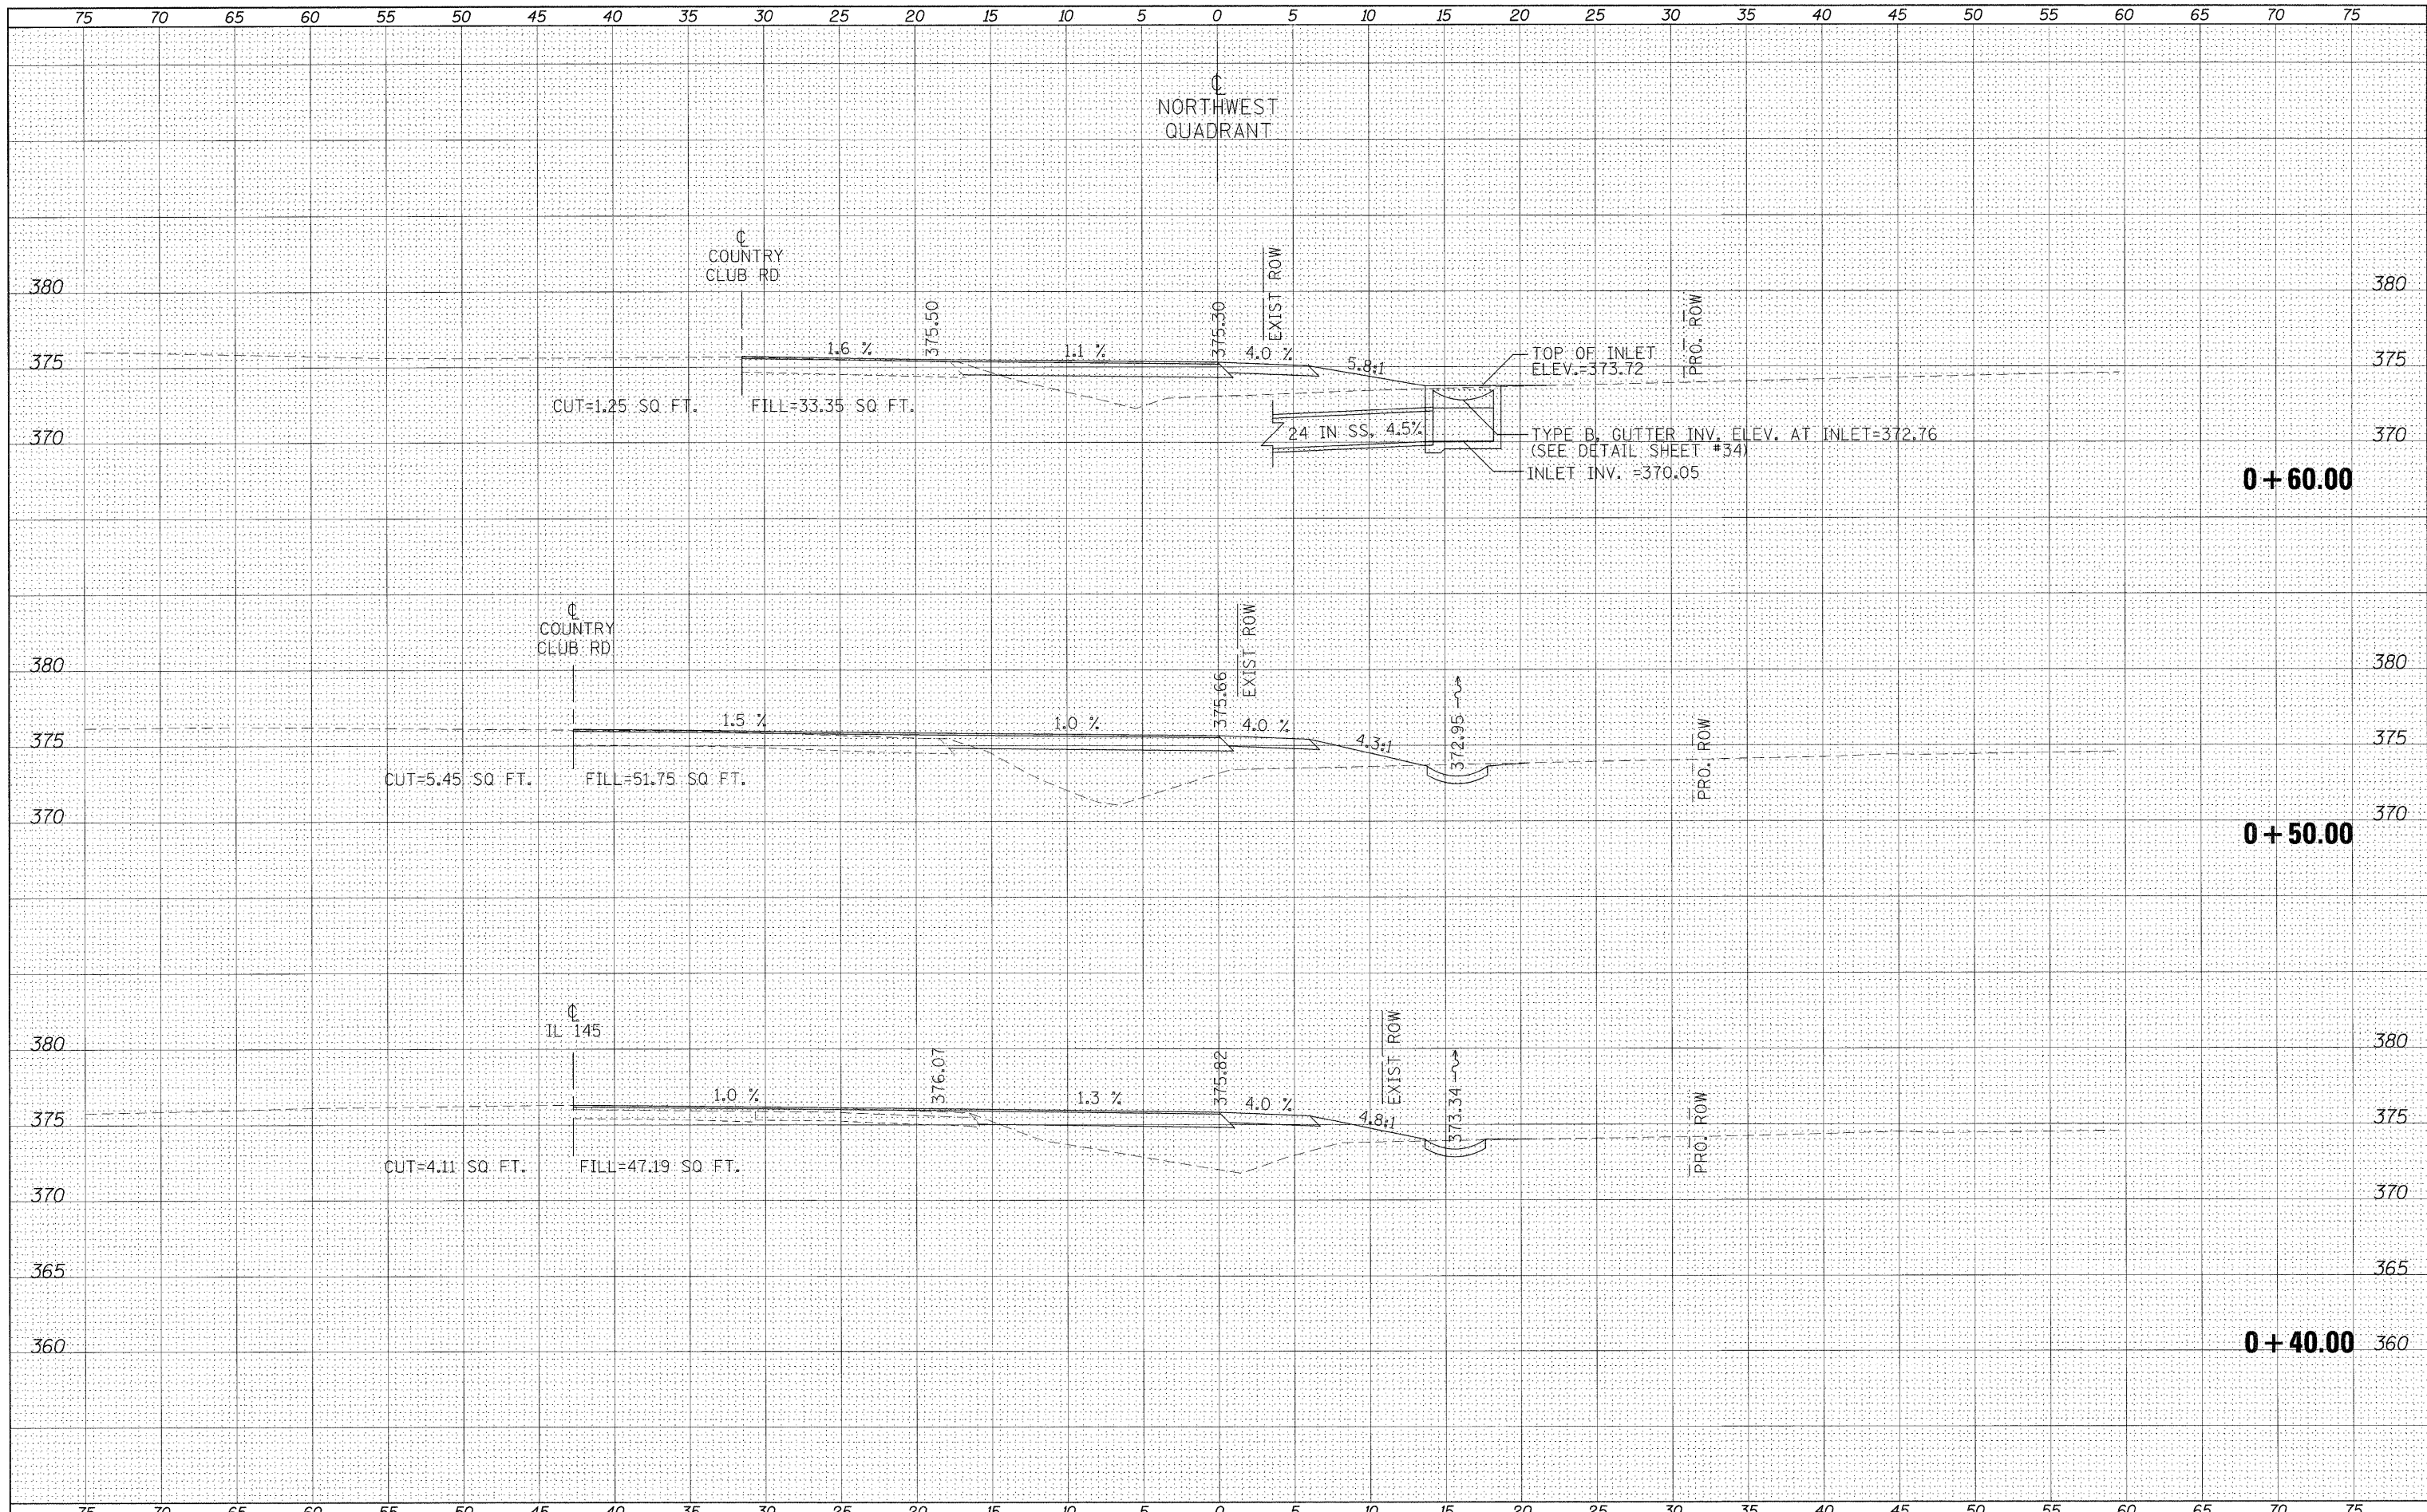 75 70 65 60 55 50 45 40 35 30 25 20 15 10 5 0 5 10 15 20 25 30 35 40 45 50 55 60 65 70 75
℄
NORTHWEST
QUADRANT
℄
COUNTRY
CLUB RD
380
375
370
375.50
375.30
EXIST ROW
PRO. ROW
380
375
370
1.6 %
1.1 %
4.0 %
5.8:1
TOP OF INLET
ELEV.=373.72
CUT=1.25 SQ FT.
FILL=33.35 SQ FT.
24 IN SS, 4.5%
TYPE B, GUTTER INV. ELEV. AT INLET=372.76
(SEE DETAIL SHEET #34)
INLET INV. =370.05
0+60.00
℄
COUNTRY
CLUB RD
380
375
370
375.66
EXIST ROW
372.95
PRO. ROW
380
375
370
1.5 %
1.0 %
4.0 %
4.3:1
CUT=5.45 SQ FT.
FILL=51.75 SQ FT.
0+50.00
℄
IL 145
380
375
370
365
360
376.07
375.82
EXIST ROW
373.34
PRO. ROW
380
375
370
365
360
1.0 %
1.3 %
4.0 %
4.8:1
CUT=4.11 SQ FT.
FILL=47.19 SQ FT.
0+40.00
75 70 65 60 55 50 45 40 35 30 25 20 15 10 5 0 5 10 15 20 25 30 35 40 45 50 55 60 65 70 75